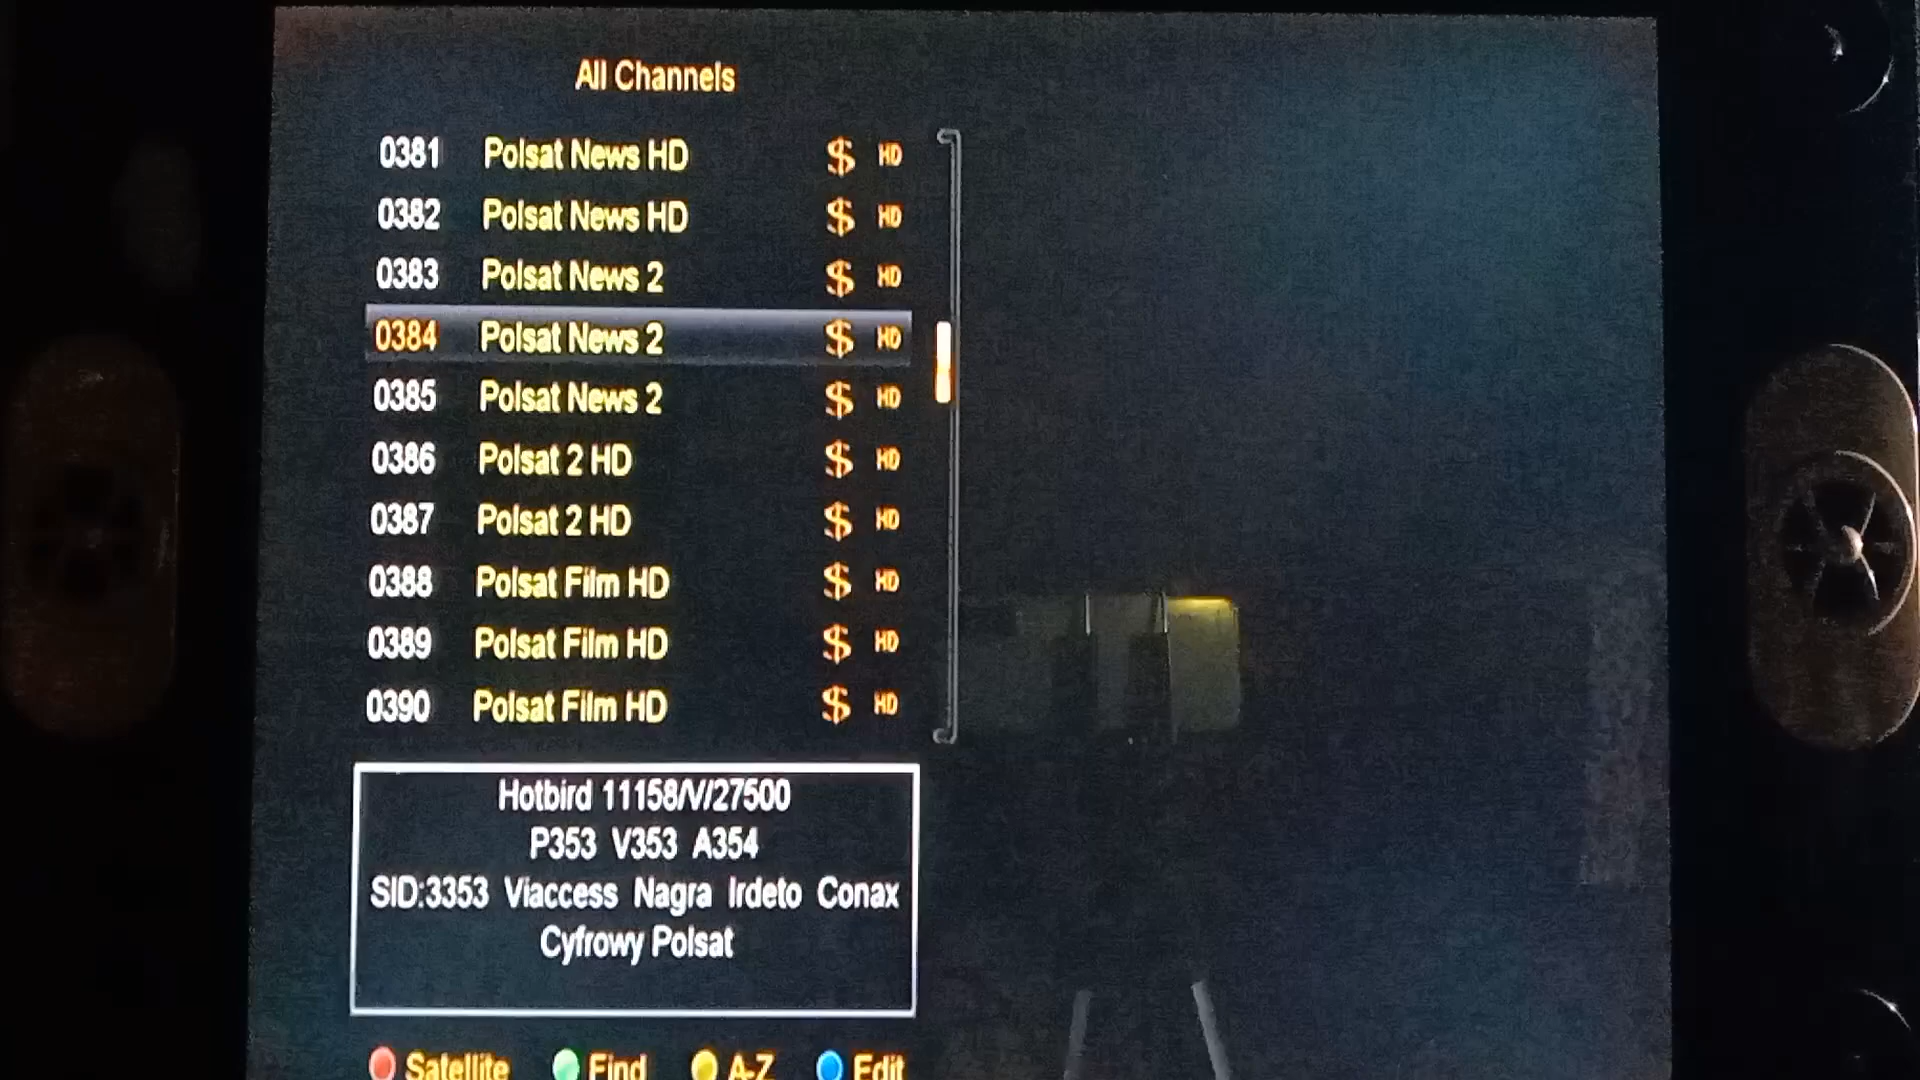 All Channels
0381 Polsat News HD $ HD
0382 Polsat News HD $ HD
0383 Polsat News 2 $ HD
0384 Polsat News 2 $ HD
0385 Polsat News 2 $ HD
0386 Polsat 2 HD $ HD
0387 Polsat 2 HD $ HD
0388 Polsat Film HD $ HD
0389 Polsat Film HD $ HD
0390 Polsat Film HD $ HD
Hotbird 11158/V/27500
P353 V353 A354
SID:3353 Viaccess Nagra Irdeto Conax
Cyfrowy Polsat
Satellite Find A-Z Edit